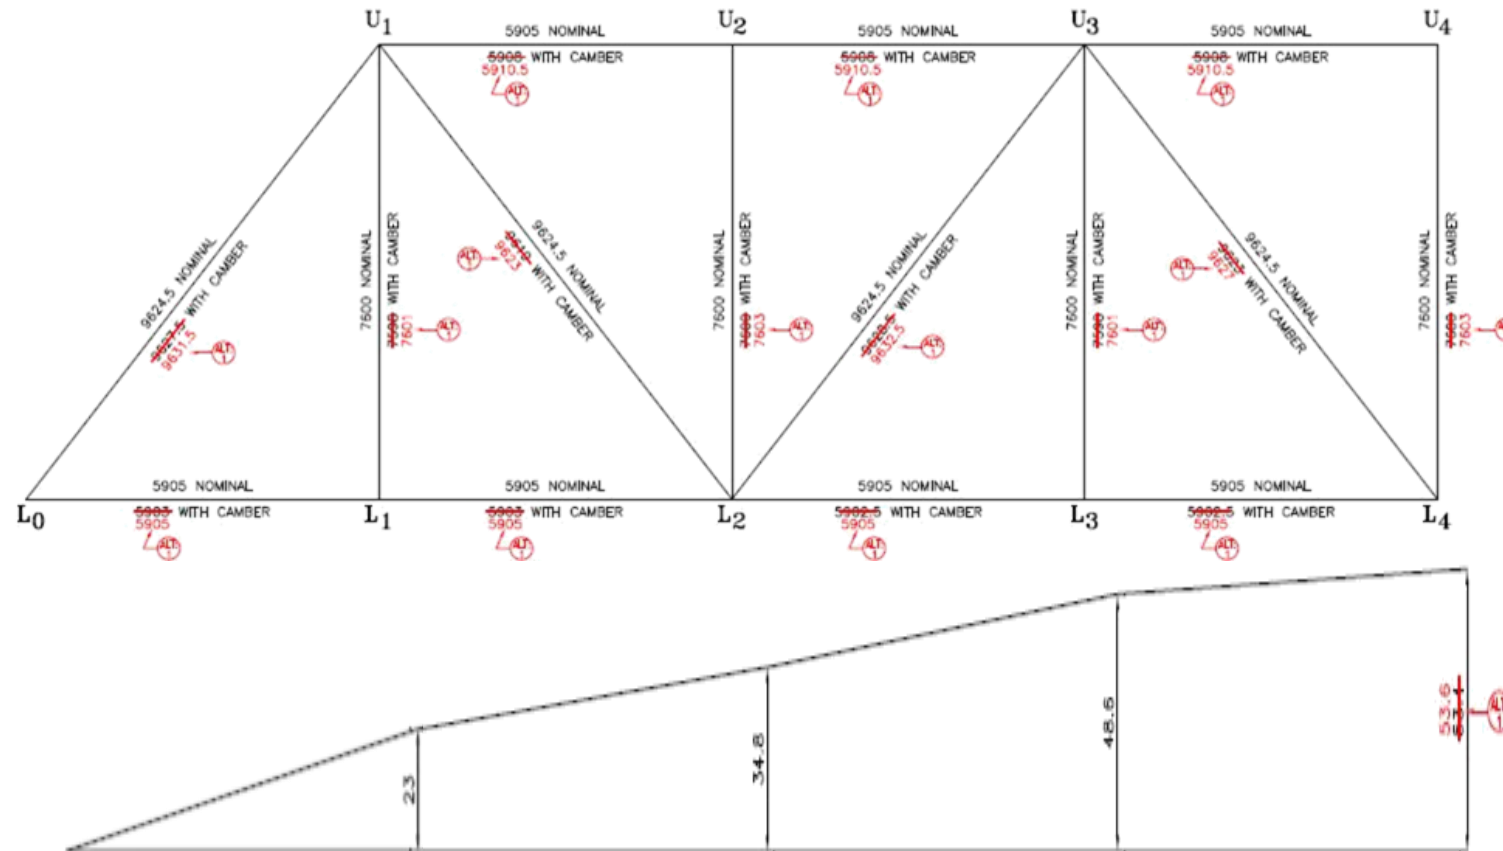 U1 U2 U3 U4
5905 NOMINAL 5905 NOMINAL 5905 NOMINAL
5908 WITH CAMBER 5908 WITH CAMBER 5908 WITH CAMBER
5910.5 5910.5 5910.5
ALT. 1 ALT. 1 ALT. 1
9624.5 NOMINAL
WITH CAMBER
9631.5
ALT. 1
7600 NOMINAL
WITH CAMBER
7601
ALT. 1
9624.5 NOMINAL
9619 WITH CAMBER
9623
ALT. 1
7600 NOMINAL
7600 WITH CAMBER
7603
ALT. 1
9624.5 NOMINAL
WITH CAMBER
9632.5
ALT. 1
7600 NOMINAL
WITH CAMBER
7601
ALT. 1
9624.5 NOMINAL
WITH CAMBER
9627
ALT. 1
7600 NOMINAL
7600 WITH CAMBER
7603
5905 NOMINAL 5905 NOMINAL 5905 NOMINAL 5905 NOMINAL
L0 L1 L2 L3 L4
5903 WITH CAMBER 5903 WITH CAMBER 5902.5 WITH CAMBER 5902.5 WITH CAMBER
5905 5905 5905 5905
ALT. 1 ALT. 1 ALT. 1 ALT. 1
23
34.8
48.6
53.6